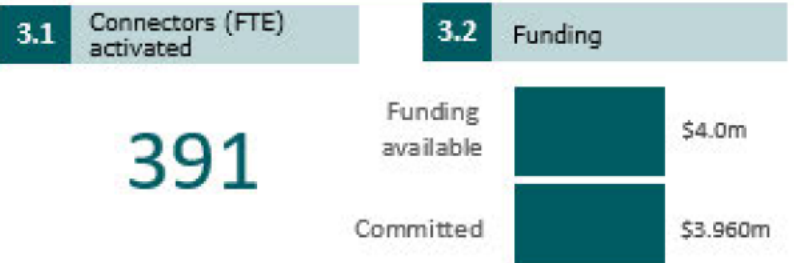 3.1
Connectors (FTE)
activated
3.2
Funding
391
Funding
available
$4.0m
Committed
$3.960m